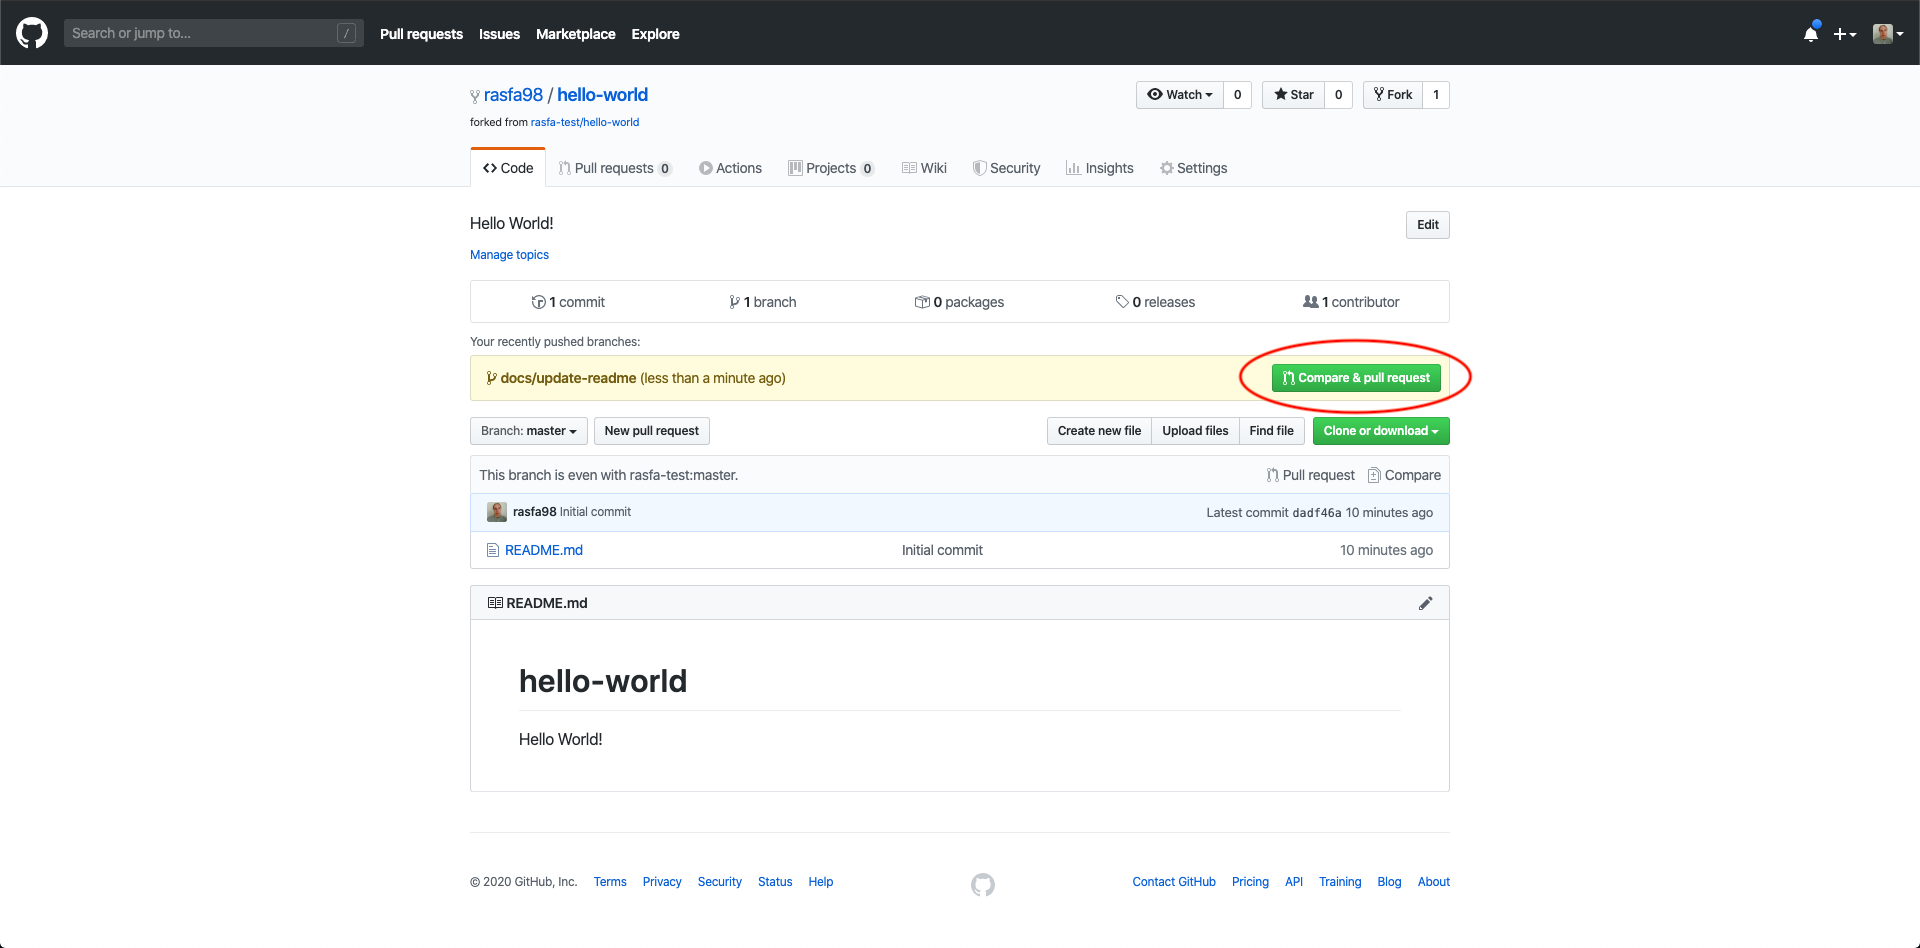 Search or jump to... / Pull requests Issues Marketplace Explore
rasfa98 / hello-world Watch 0 Star 0 Fork 1
forked from rasfa-test/hello-world
Code Pull requests 0 Actions Projects 0 Wiki Security Insights Settings
Hello World! Edit
Manage topics
1 commit 1 branch 0 packages 0 releases 1 contributor
Your recently pushed branches:
docs/update-readme (less than a minute ago) Compare & pull request
Branch: master New pull request Create new file Upload files Find file Clone or download
This branch is even with rasfa-test:master. Pull request Compare
rasfa98 Initial commit Latest commit dadf46a 10 minutes ago
README.md Initial commit 10 minutes ago
README.md
hello-world
Hello World!
© 2020 GitHub, Inc. Terms Privacy Security Status Help Contact GitHub Pricing API Training Blog About